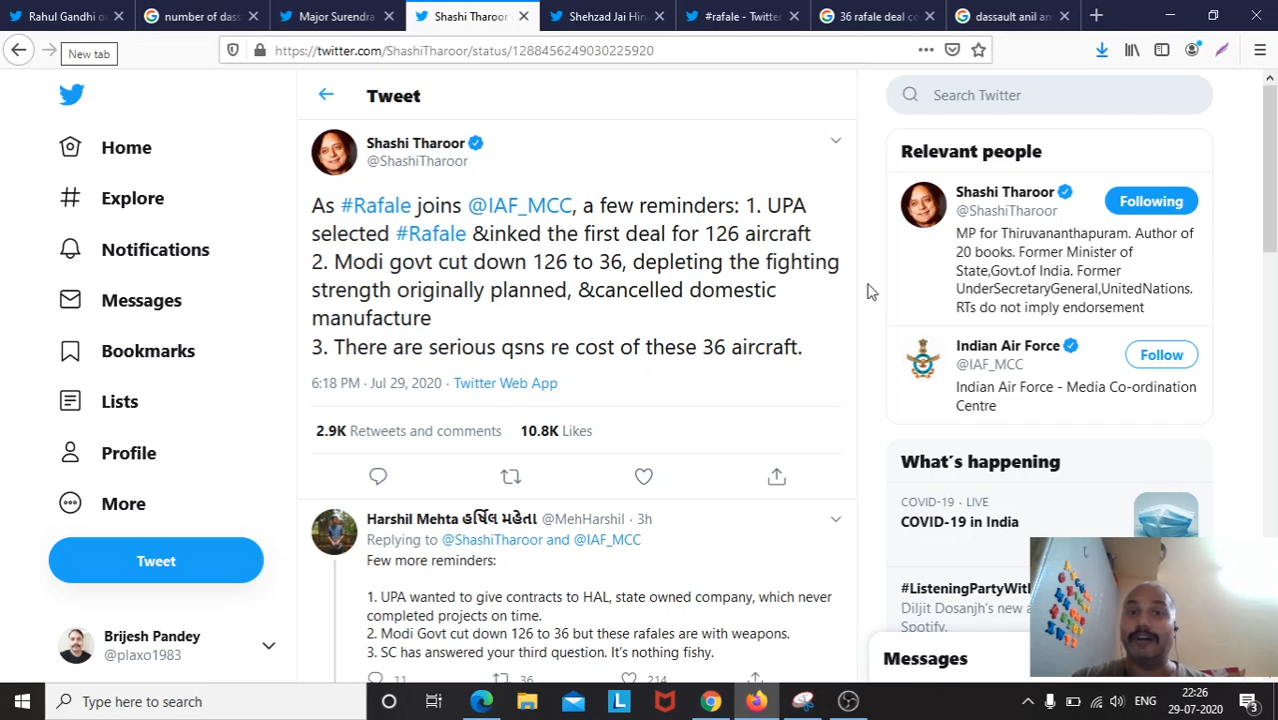 Rahul Gandhi o
number of das
Major Surendra
Shashi Tharoor
Shehzad Jai Hin
#rafale - Twitte
36 rafale deal c
dassault anil a
New tab
https://twitter.com/ShashiTharoor/status/1288456249030225920
Home
Explore
Notifications
Messages
Bookmarks
Lists
Profile
More
Tweet
Brijesh Pandey
@plaxo1983
Tweet
Shashi Tharoor
@ShashiTharoor
As #Rafale joins @IAF_MCC, a few reminders: 1. UPA
selected #Rafale &inked the first deal for 126 aircraft
2. Modi govt cut down 126 to 36, depleting the fighting
strength originally planned, &cancelled domestic
manufacture
3. There are serious qsns re cost of these 36 aircraft.
6:18 PM · Jul 29, 2020 · Twitter Web App
2.9K Retweets and comments 10.8K Likes
Harshil Mehta હર્ષિલ મહેતા @MehHarshil · 3h
Replying to @ShashiTharoor and @IAF_MCC
Few more reminders:
1. UPA wanted to give contracts to HAL, state owned company, which never
completed projects on time.
2. Modi Govt cut down 126 to 36 but these rafales are with weapons.
3. SC has answered your third question. It's nothing fishy.
11 36 214
Search Twitter
Relevant people
Shashi Tharoor
@ShashiTharoor
Following
MP for Thiruvananthapuram. Author of
20 books. Former Minister of
State,Govt.of India. Former
UnderSecretaryGeneral,UnitedNations.
RTs do not imply endorsement
Indian Air Force
@IAF_MCC
Follow
Indian Air Force - Media Co-ordination
Centre
What's happening
COVID-19 · LIVE
COVID-19 in India
#ListeningPartyWith
Diljit Dosanjh's new a
Spotify.
Messages
Type here to search
ENG
22:26
29-07-2020
3